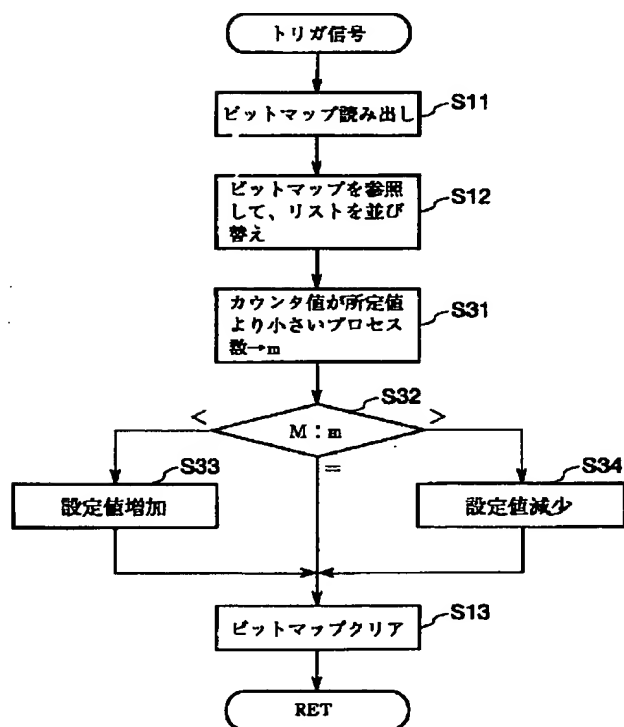 トリガ信号
ビットマップ読み出し
S11
ビットマップを参照
して、リストを並び
替え
S12
カウンタ値が所定値
より小さいプロセス
数→m
S31
S32
<
M:m
>
=
S33
設定値増加
S34
設定値減少
ビットマップクリア
S13
RET